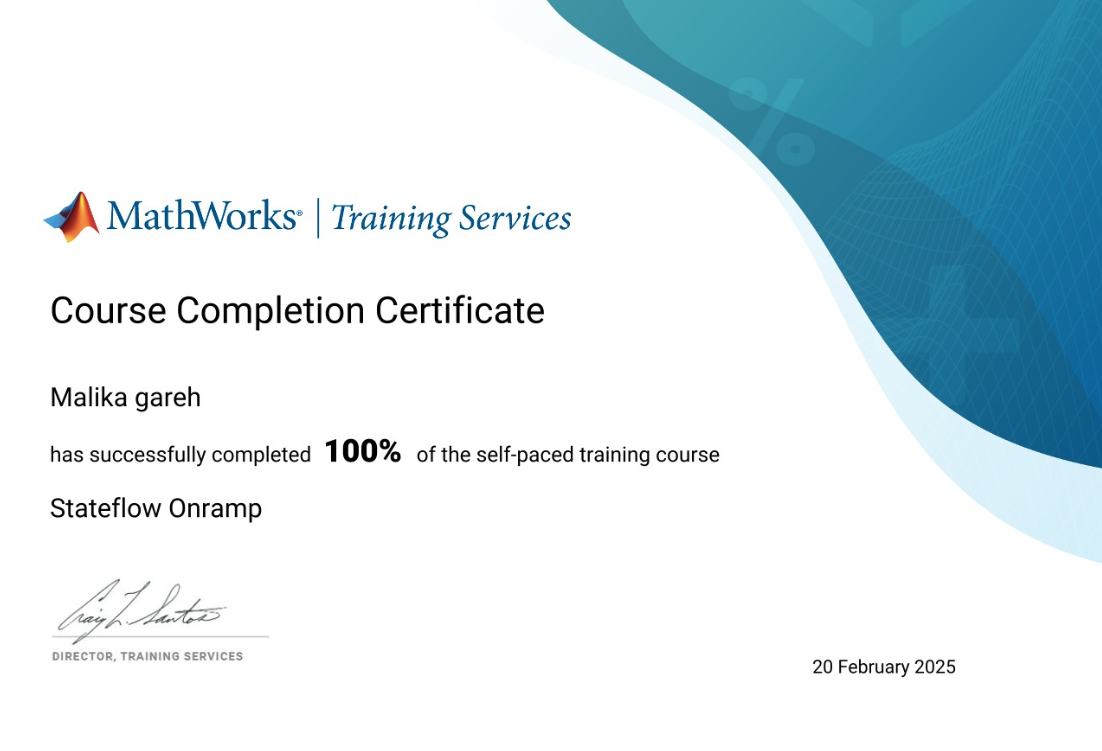 MathWorks® | Training Services
Course Completion Certificate
Malika gareh
has successfully completed 100% of the self-paced training course
Stateflow Onramp
Craig L. Santos
DIRECTOR, TRAINING SERVICES
20 February 2025